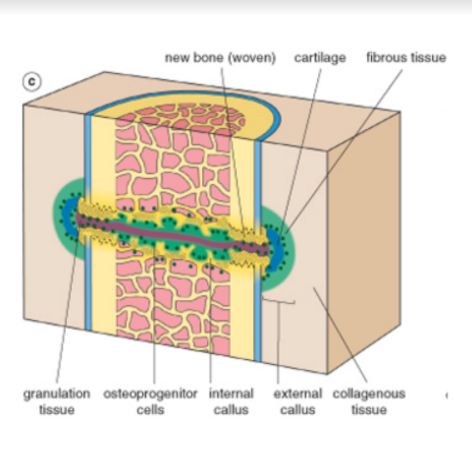 new bone (woven) cartilage fibrous tissue
c
granulation tissue
osteoprogenitor cells
internal callus
external callus
collagenous tissue